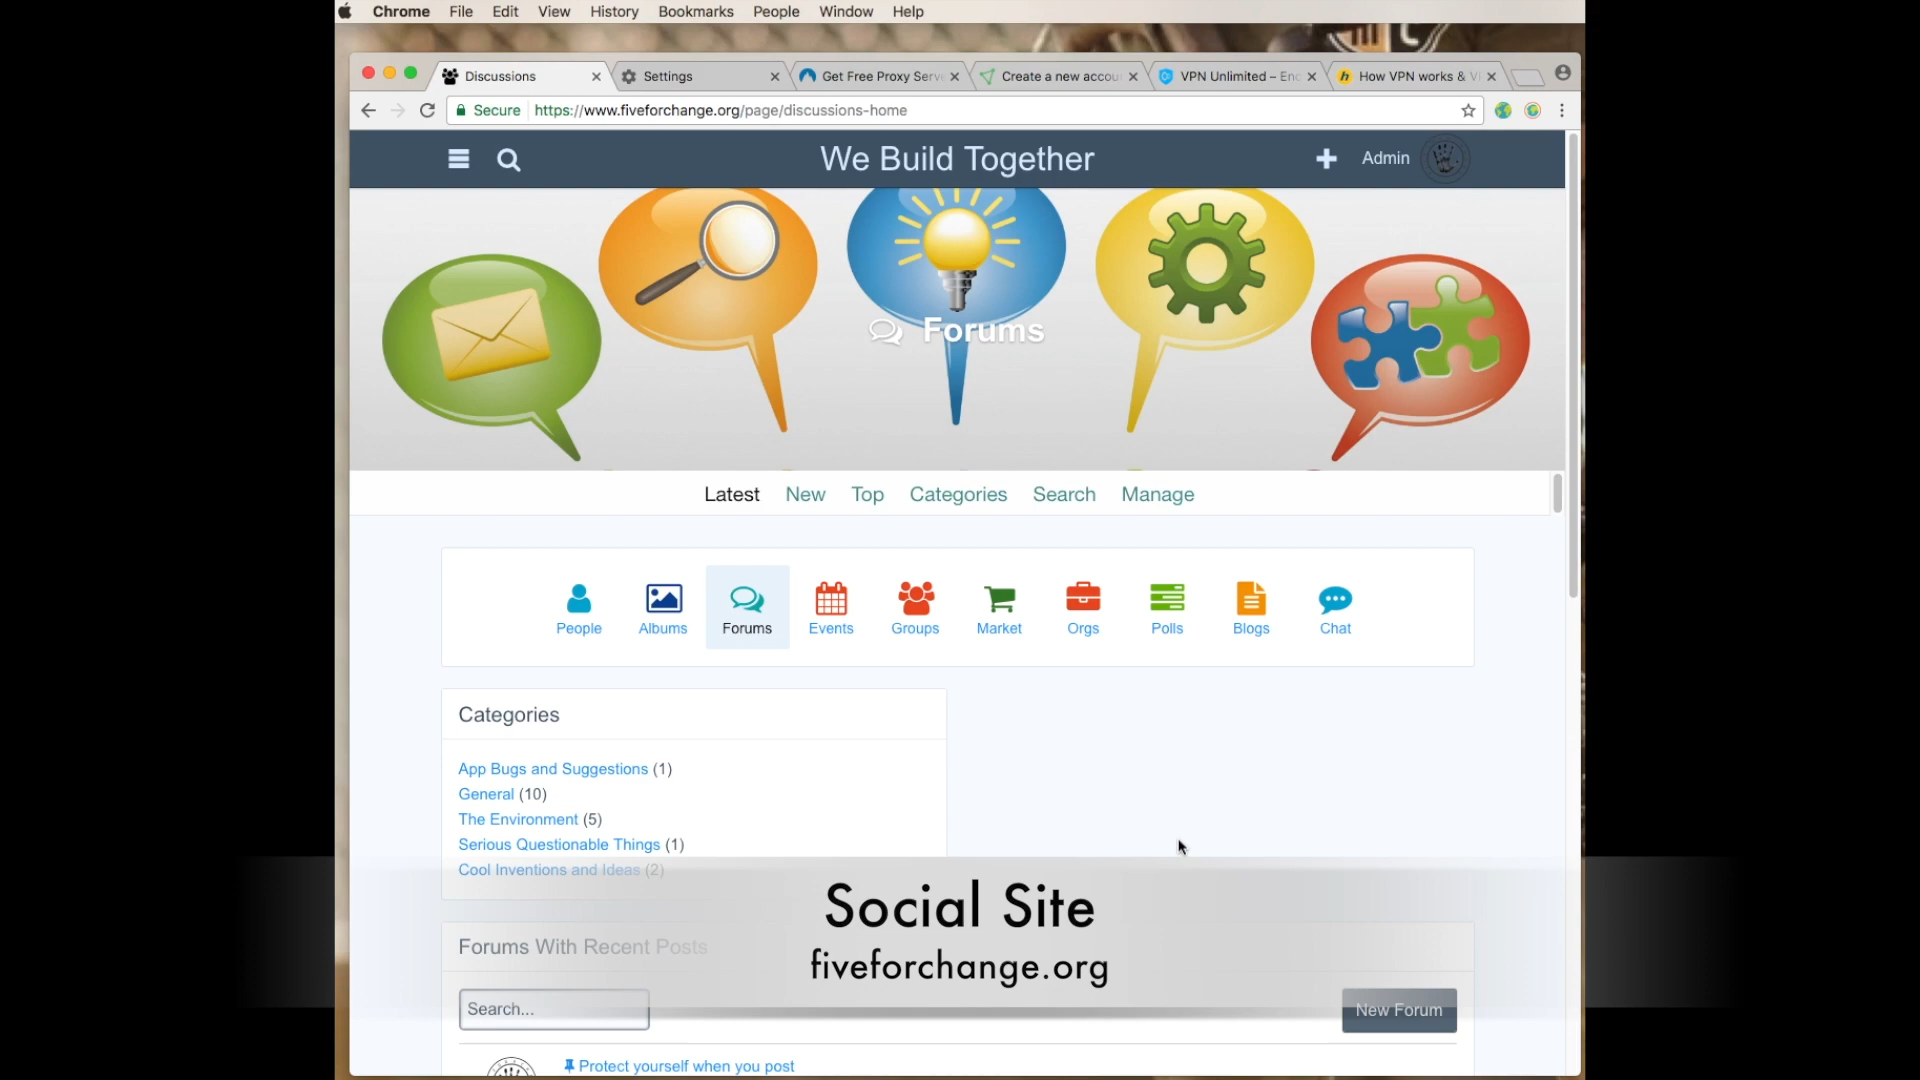 Chrome File Edit View History Bookmarks People Window Help
Discussions Settings Get Free Proxy Serve Create a new accou VPN Unlimited – Enc How VPN works & Vi
Secure https://www.fiveforchange.org/page/discussions-home
We Build Together Admin
Forums
Latest New Top Categories Search Manage
People Albums Forums Events Groups Market Orgs Polls Blogs Chat
Categories
App Bugs and Suggestions (1)
General (10)
The Environment (5)
Serious Questionable Things (1)
Cool Inventions and Ideas (2)
Social Site
Forums With Recent Posts
fiveforchange.org
Search... New Forum
Protect yourself when you post